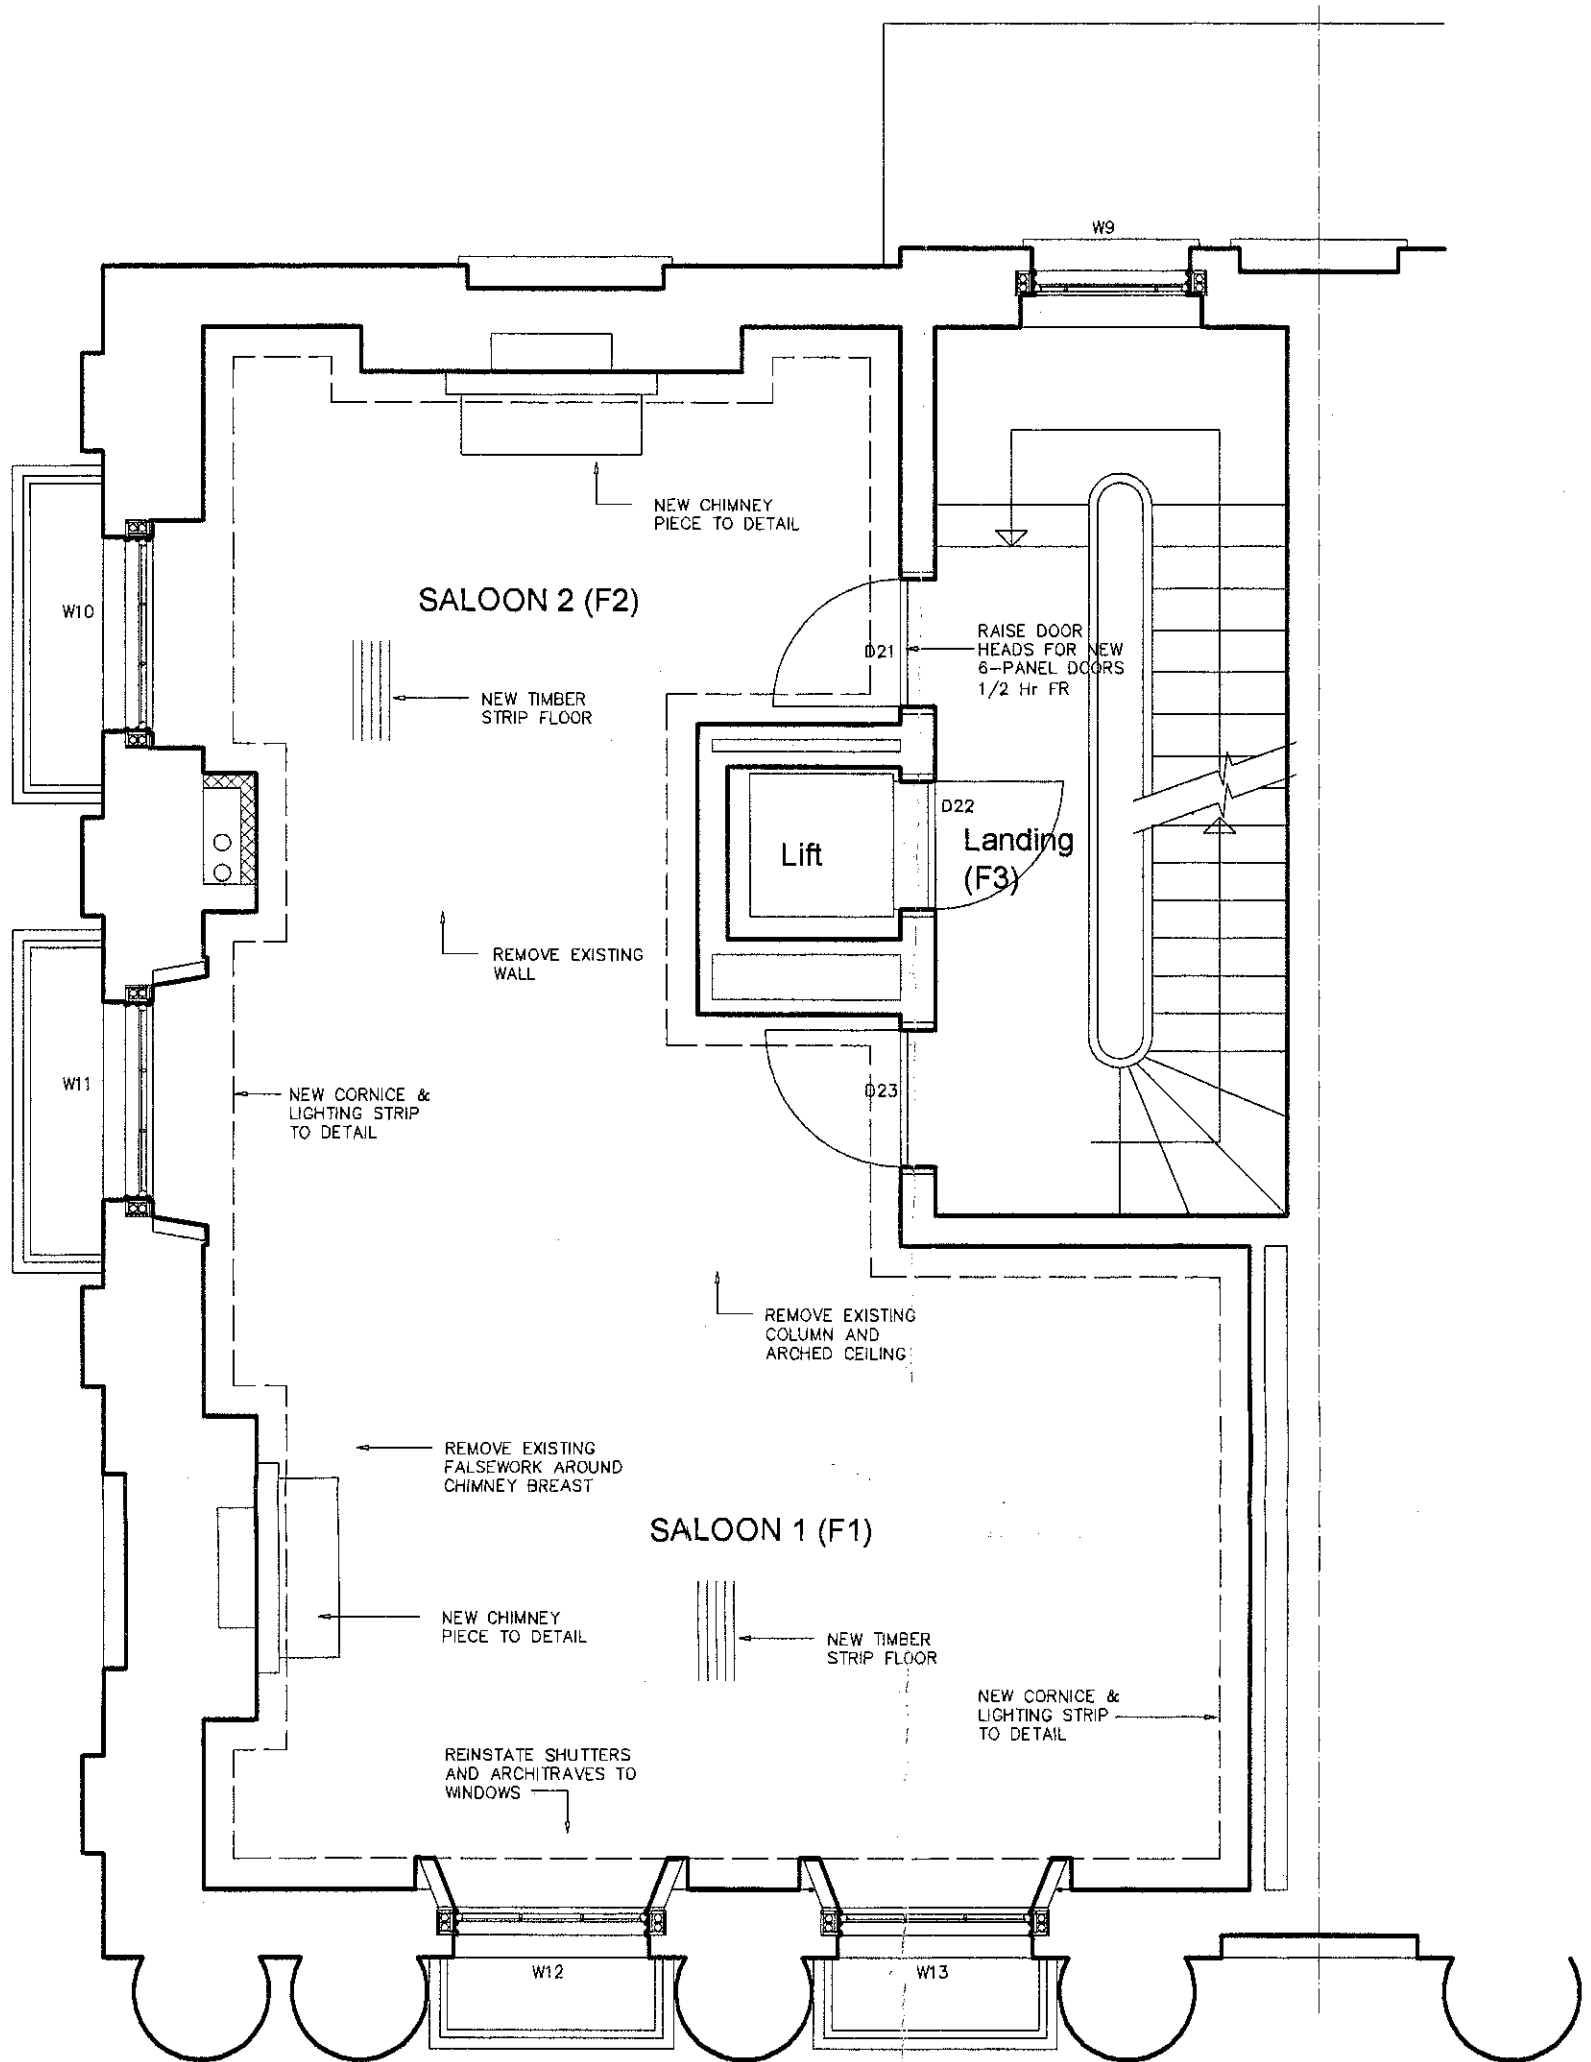 W9
NEW CHIMNEY
PIECE TO DETAIL
SALOON 2 (F2)
W10
D21
RAISE DOOR
HEADS FOR NEW
6-PANEL DOORS
1/2 Hr FR
NEW TIMBER
STRIP FLOOR
D22
Lift
Landing
(F3)
REMOVE EXISTING
WALL
W11
NEW CORNICE &
LIGHTING STRIP
TO DETAIL
D23
REMOVE EXISTING
COLUMN AND
ARCHED CEILING
REMOVE EXISTING
FALSEWORK AROUND
CHIMNEY BREAST
SALOON 1 (F1)
NEW CHIMNEY
PIECE TO DETAIL
NEW TIMBER
STRIP FLOOR
NEW CORNICE &
LIGHTING STRIP
TO DETAIL
REINSTATE SHUTTERS
AND ARCHITRAVES TO
WINDOWS
W12
W13